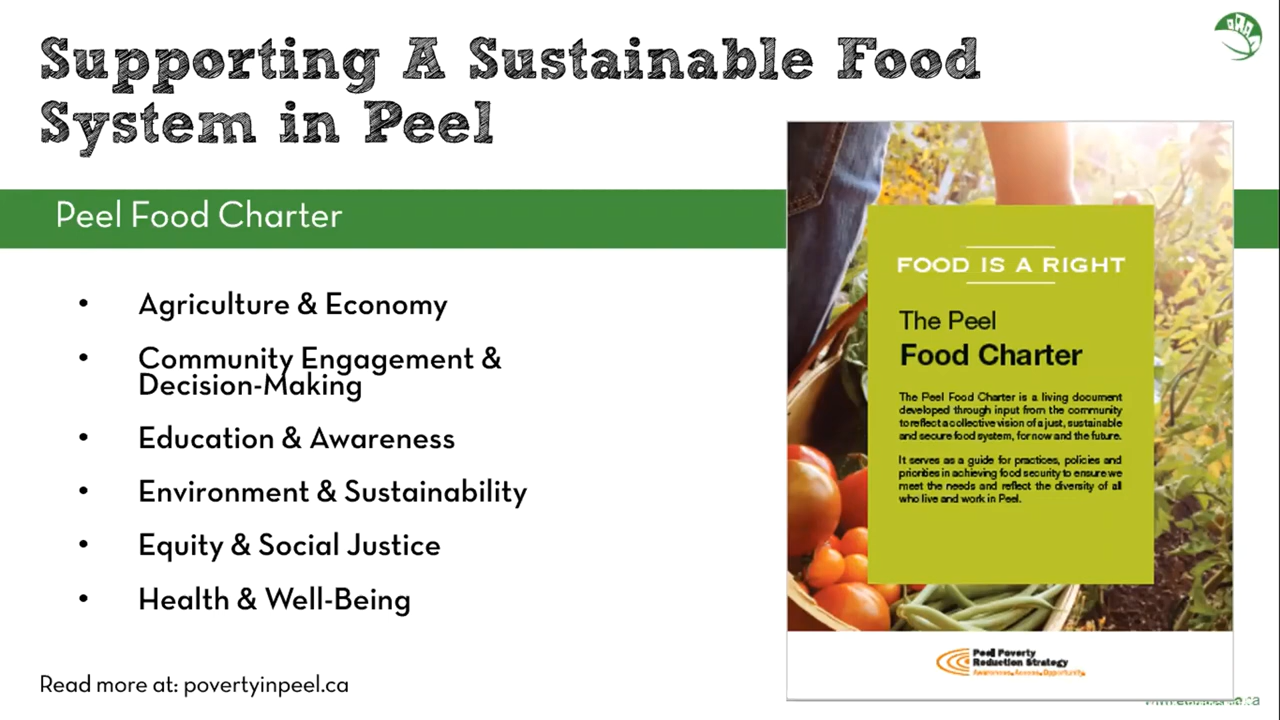 Supporting A Sustainable Food
System in Peel
Peel Food Charter
• Agriculture & Economy
• Community Engagement &
Decision-Making
• Education & Awareness
• Environment & Sustainability
• Equity & Social Justice
• Health & Well-Being
Read more at: povertyinpeel.ca
FOOD IS A RIGHT
The Peel
Food Charter
The Peel Food Charter is a living document
developed through input from the community
to reflect a collective vision of a just, sustainable
and secure food system, for now and the future.
It serves as a guide for practices, policies and
priorities in achieving food security to ensure we
meet the needs and reflect the diversity of all
who live and work in Peel.
Peel Poverty
Reduction Strategy
Awareness. Access. Opportunity.